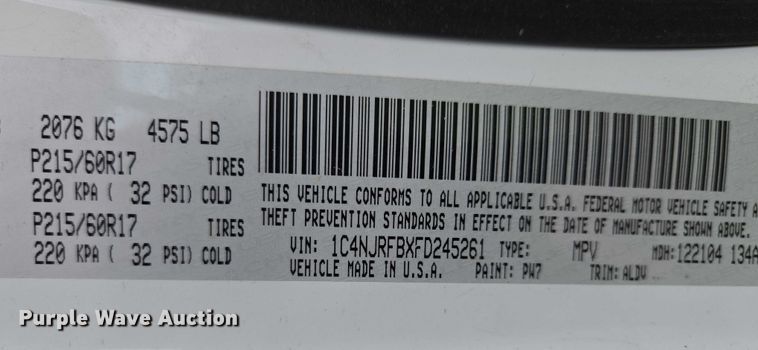 2076 KG 4575 LB
P215/60R17 TIRES
220 KPA ( 32 PSI) COLD
P215/60R17 TIRES
220 KPA ( 32 PSI) COLD
THIS VEHICLE CONFORMS TO ALL APPLICABLE U.S.A. FEDERAL MOTOR VEHICLE SAFETY A
THEFT PREVENTION STANDARDS IN EFFECT ON THE DATE OF MANUFACTURE SHOWN ABOVE.
VIN: 1C4NJRFBXFD245261 TYPE: MPV MDH:122104 134A
VEHICLE MADE IN U.S.A. PAINT: PW7 TRIM: ALDV
Purple Wave Auction